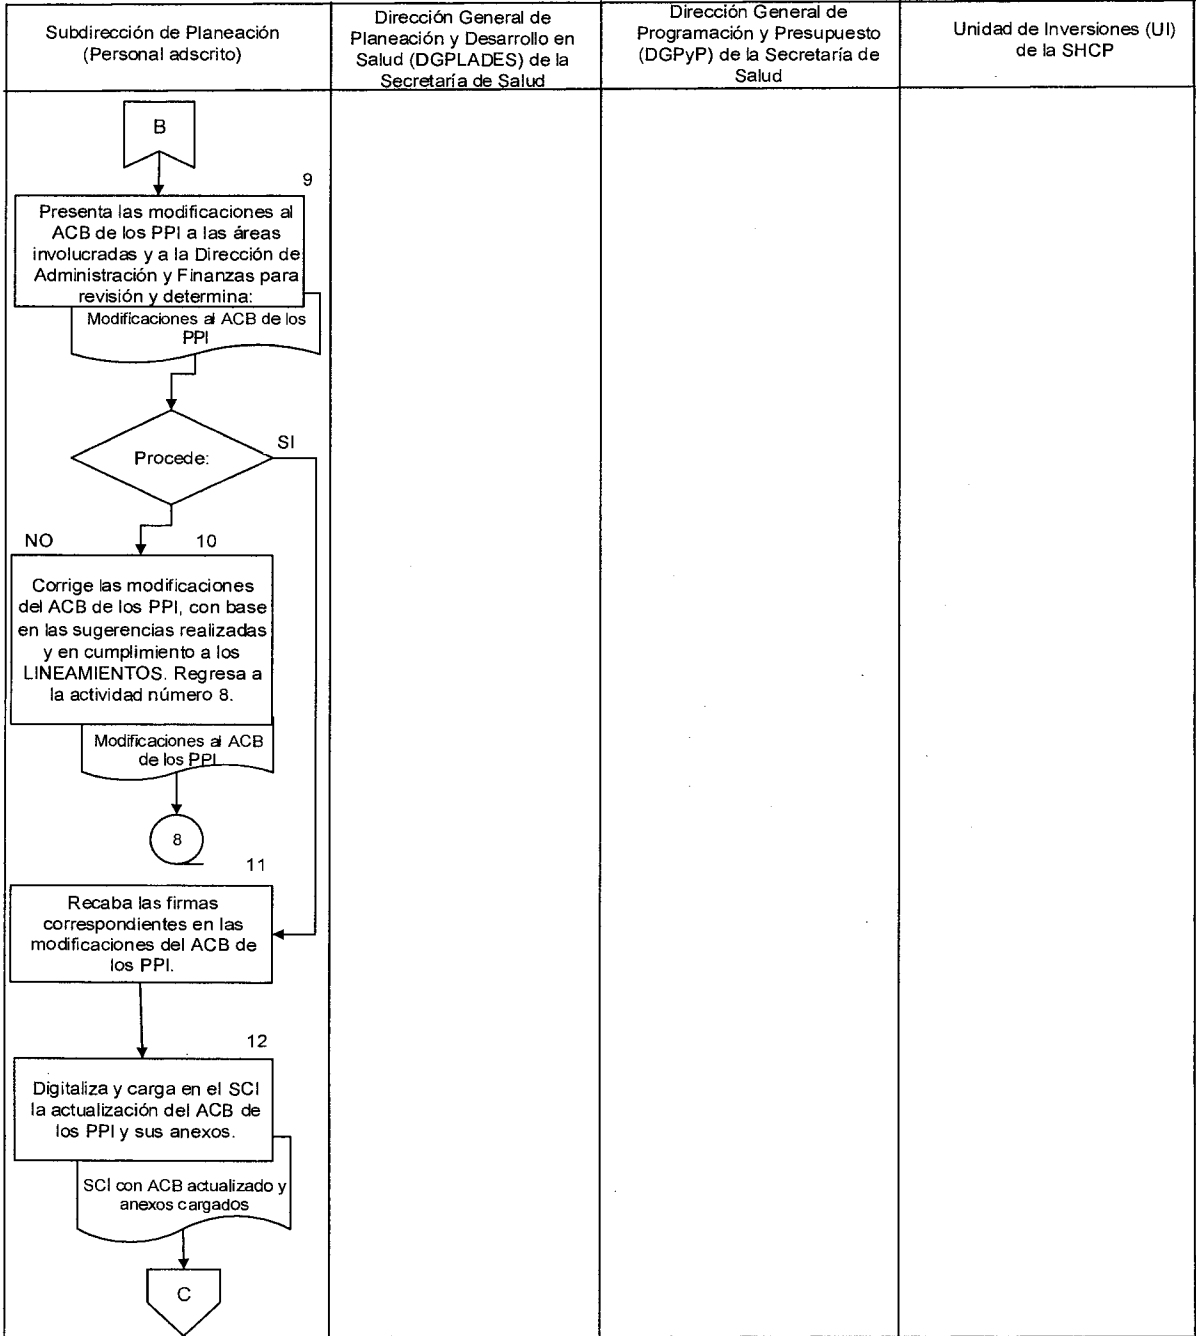 Subdirección de Planeación
(Personal adscrito)
Dirección General de
Planeación y Desarrollo en
Salud (DGPLADES) de la
Secretaría de Salud
Dirección General de
Programación y Presupuesto
(DGPyP) de la Secretaría de
Salud
Unidad de Inversiones (UI)
de la SHCP
B
9
Presenta las modificaciones al
ACB de los PPI a las áreas
involucradas y a la Dirección de
Administración y Finanzas para
revisión y determina:
Modificaciones al ACB de los
PPI
Procede:
SI
NO
10
Corrige las modificaciones
del ACB de los PPI, con base
en las sugerencias realizadas
y en cumplimiento a los
LINEAMIENTOS. Regresa a
la actividad número 8.
Modificaciones al ACB
de los PPI
8
11
Recaba las firmas
correspondientes en las
modificaciones del ACB de
los PPI.
12
Digitaliza y carga en el SCI
la actualización del ACB de
los PPI y sus anexos.
SCI con ACB actualizado y
anexos cargados
C